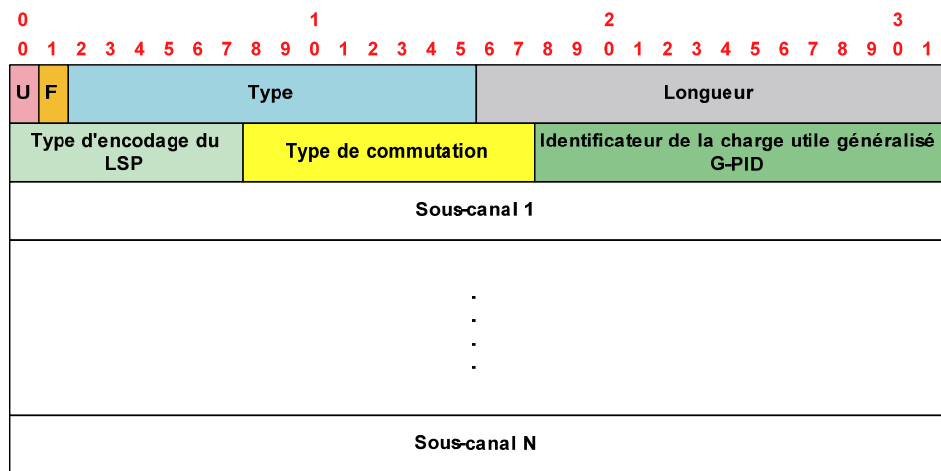 0 1 2 3
0 1 2 3 4 5 6 7 8 9 0 1 2 3 4 5 6 7 8 9 0 1 2 3 4 5 6 7 8 9 0 1
U F Type Longueur
Type d'encodage du
LSP
Type de commutation
Identificateur de la charge utile généralisé
G-PID
Sous-canal 1
Sous-canal N